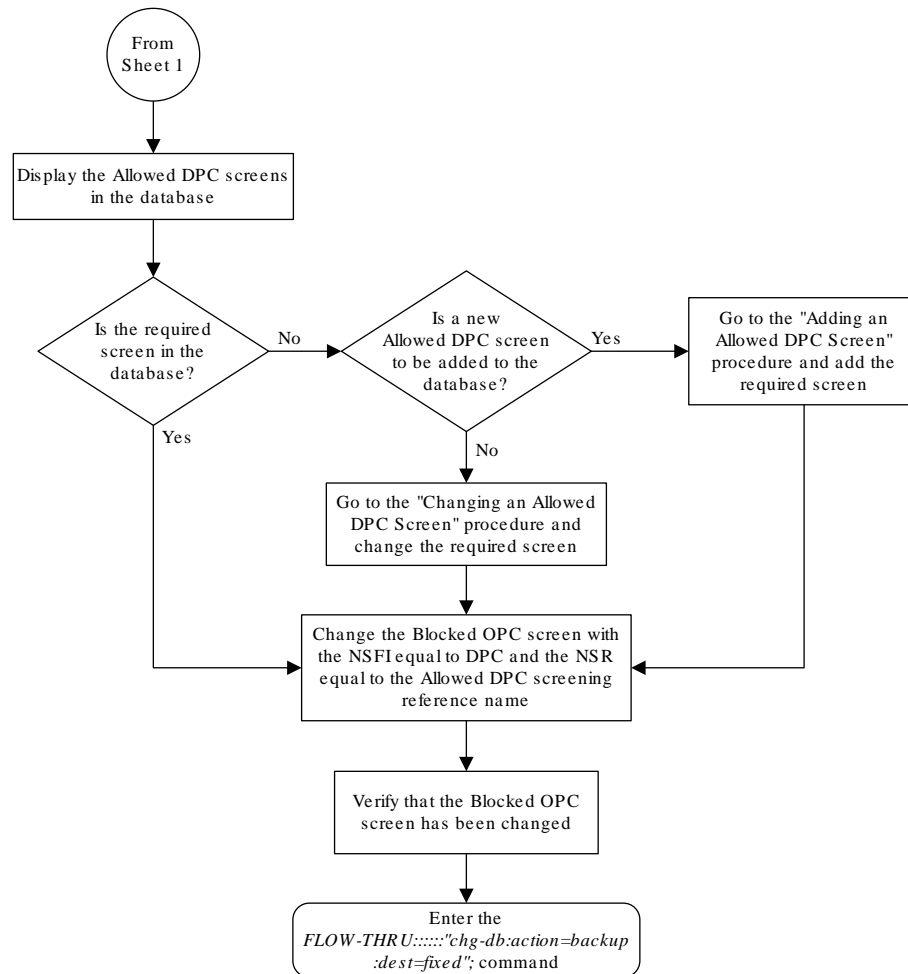 From
Sheet 1
Display the Allowed DPC screens
in the database
Is the required
screen in the
database?
No
Is a new
Allowed DPC screen
to be added to the
database?
Yes
Go to the "Adding an
Allowed DPC Screen"
procedure and add the
required screen
Yes
No
Go to the "Changing an Allowed
DPC Screen" procedure and
change the required screen
Change the Blocked OPC screen with
the NSFI equal to DPC and the NSR
equal to the Allowed DPC screening
reference name
Verify that the Blocked OPC
screen has been changed
Enter the
FLOW-THRU::::::"chg-db:action=backup
:dest=fixed"; command